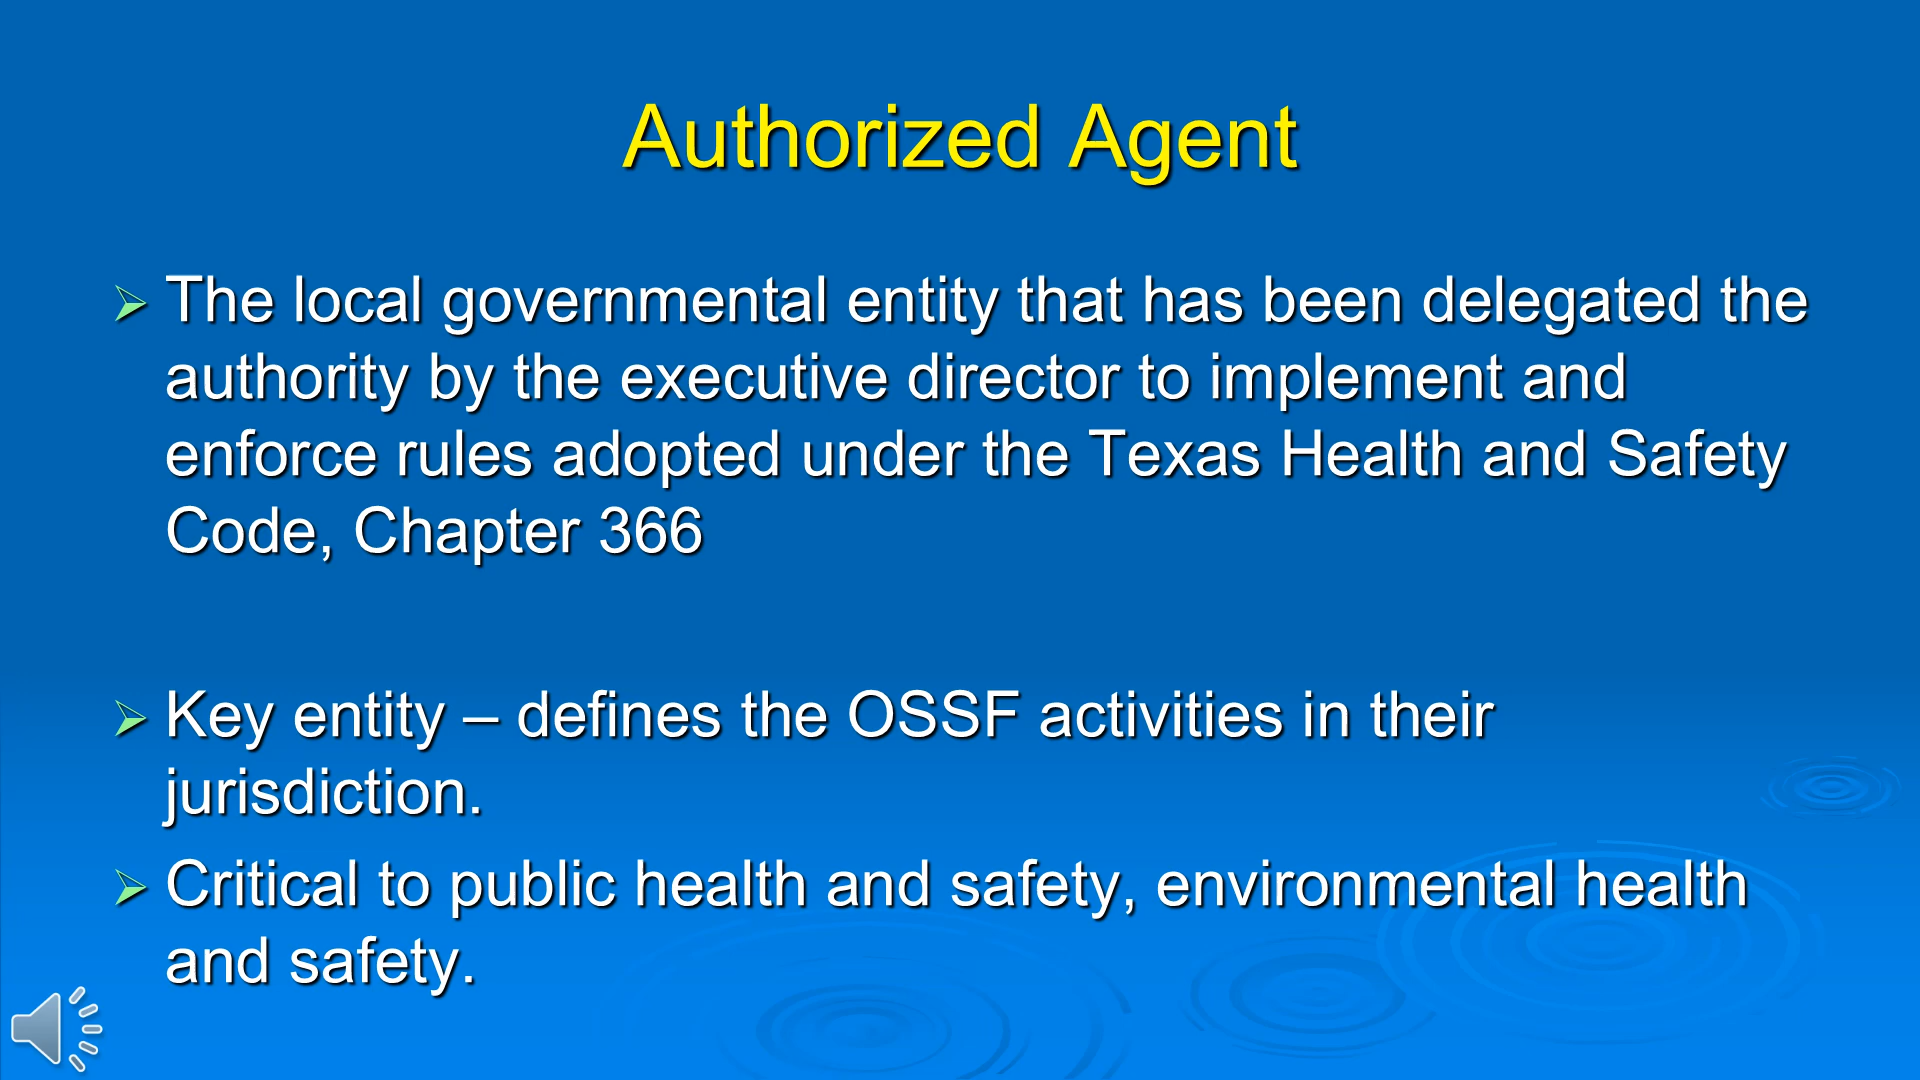 Authorized Agent
The local governmental entity that has been delegated the
authority by the executive director to implement and
enforce rules adopted under the Texas Health and Safety
Code, Chapter 366
Key entity – defines the OSSF activities in their
jurisdiction.
Critical to public health and safety, environmental health
and safety.